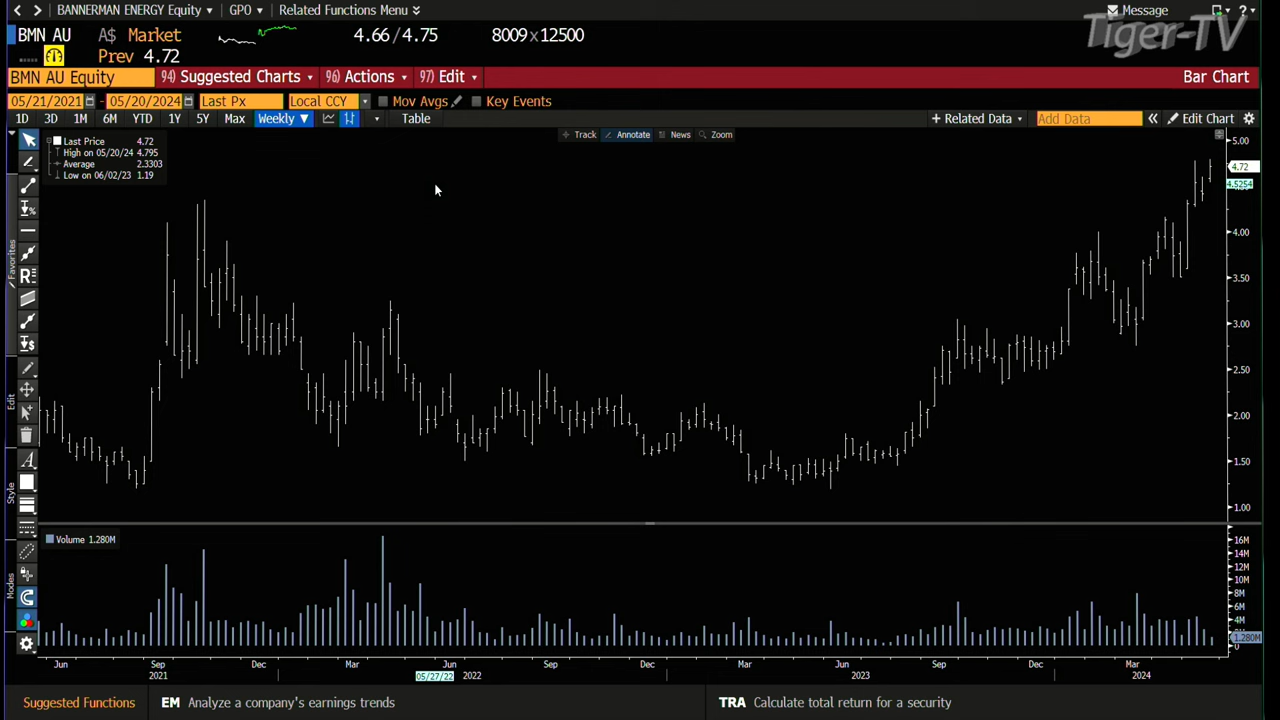 BANNERMAN ENERGY Equity GPO Related Functions Menu Message
Tiger-TV
BMN AU A$ Market 4.66/4.75 8009x12500
Prev 4.72
BMN AU Equity 94) Suggested Charts 96) Actions 97) Edit Bar Chart
05/21/2021 - 05/20/2024 Last Px Local CCY Mov Avgs Key Events
1D 3D 1M 6M YTD 1Y 5Y Max Weekly ▼ Table + Related Data Add Data « Edit Chart
Track Annotate News Zoom
Last Price 4.72
High on 05/20/24 4.795
Average 2.3303
Low on 06/02/23 1.19
5.00
4.72
4.5254
4.00
3.50
3.00
2.50
2.00
1.50
1.00
Favorites
Edit
Style
Modes
Volume 1.280M
16M
14M
12M
10M
8M
6M
1.280M
0
Jun Sep Dec Mar Jun Sep Dec Mar Jun Sep Dec Mar
2021 05/27/22 2022 2023 2024
Suggested Functions EM Analyze a company's earnings trends TRA Calculate total return for a security